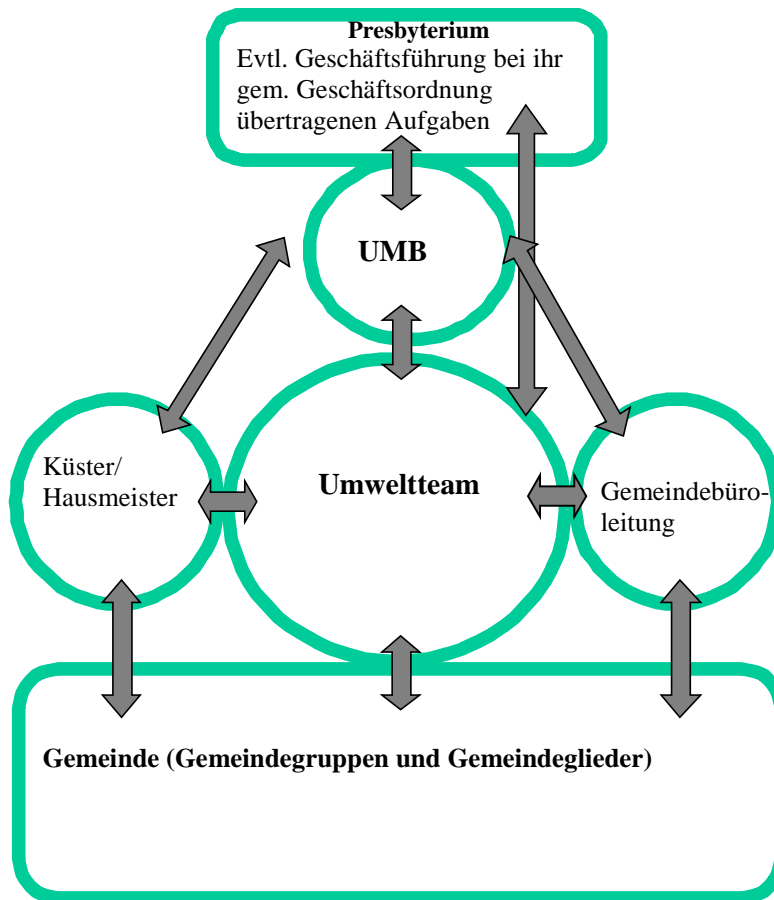 Presbyterium
Evtl. Geschäftsführung bei ihr
gem. Geschäftsordnung
übertragenen Aufgaben
UMB
Küster/
Hausmeister
Umweltteam
Gemeindebüro-
leitung
Gemeinde (Gemeindegruppen und Gemeindeglieder)